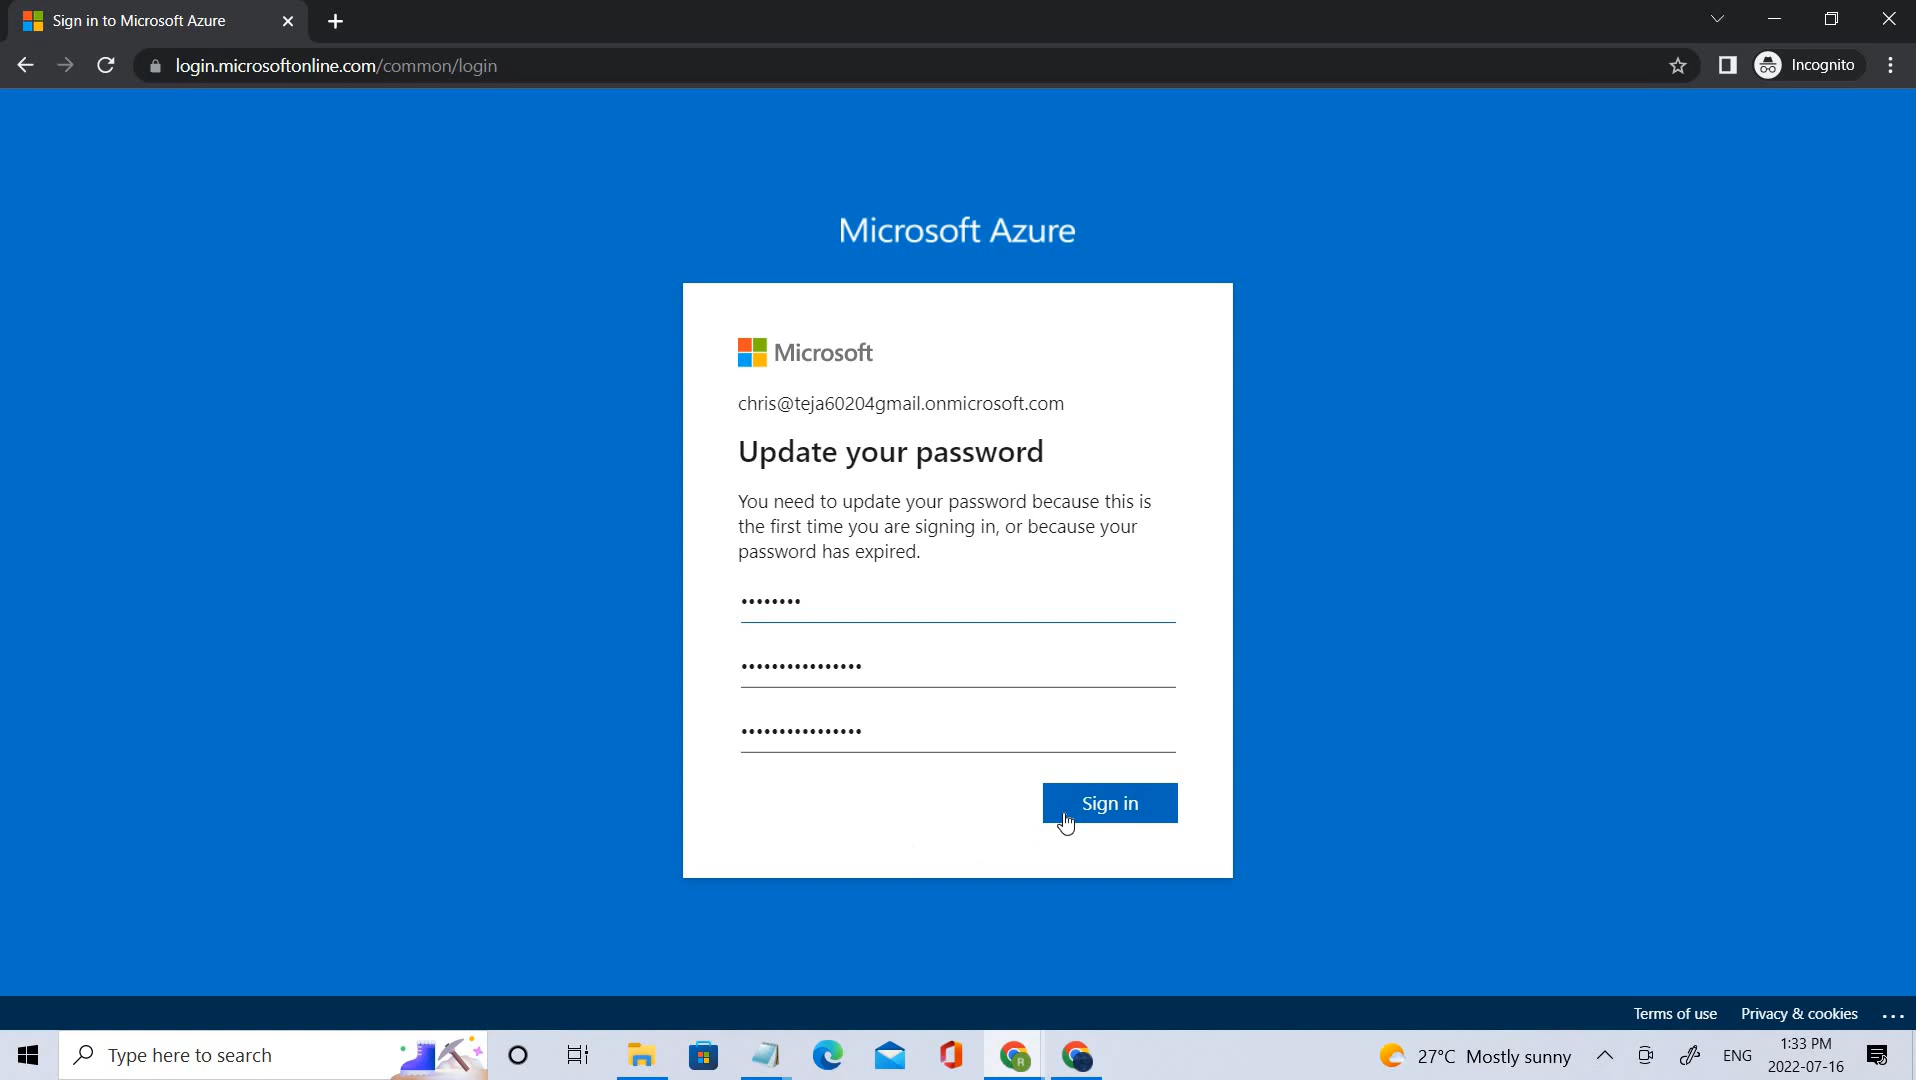 Sign in to Microsoft Azure
login.microsoftonline.com/common/login
Incognito
Microsoft Azure
Microsoft
chris@teja60204gmail.onmicrosoft.com
Update your password
You need to update your password because this is
the first time you are signing in, or because your
password has expired.
••••••••
••••••••••••••••
••••••••••••••••
Sign in
Terms of use Privacy & cookies ...
Type here to search
R
27°C Mostly sunny
ENG
1:33 PM
2022-07-16